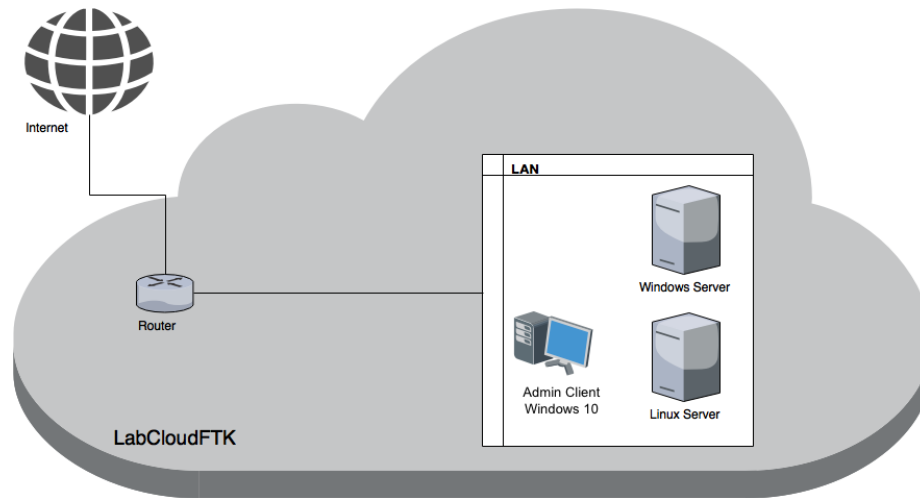 Internet
LAN
Windows Server
Router
Admin Client
Windows 10
Linux Server
LabCloudFTK